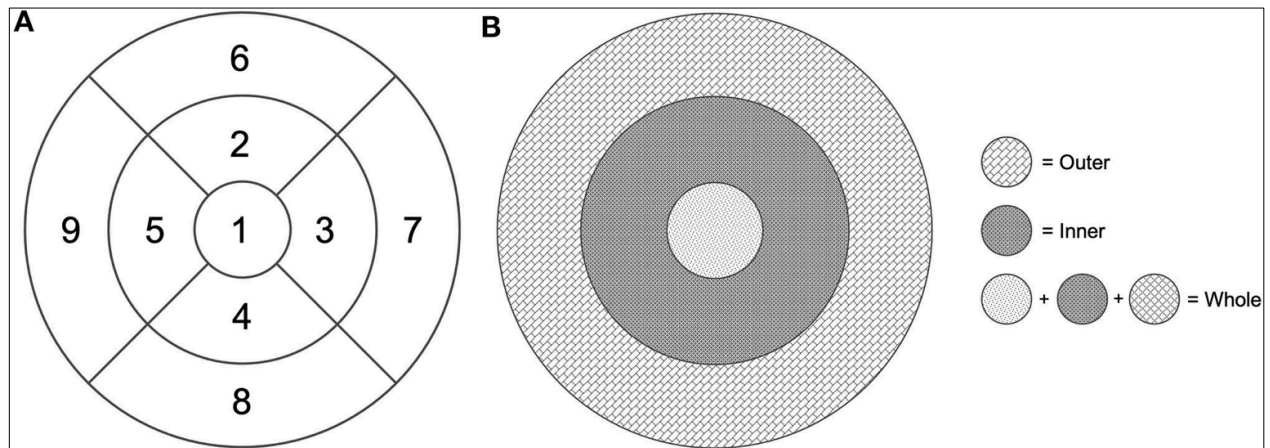 A
B
6
2
9 5 1 3 7
4
8
= Outer
= Inner
+ + = Whole